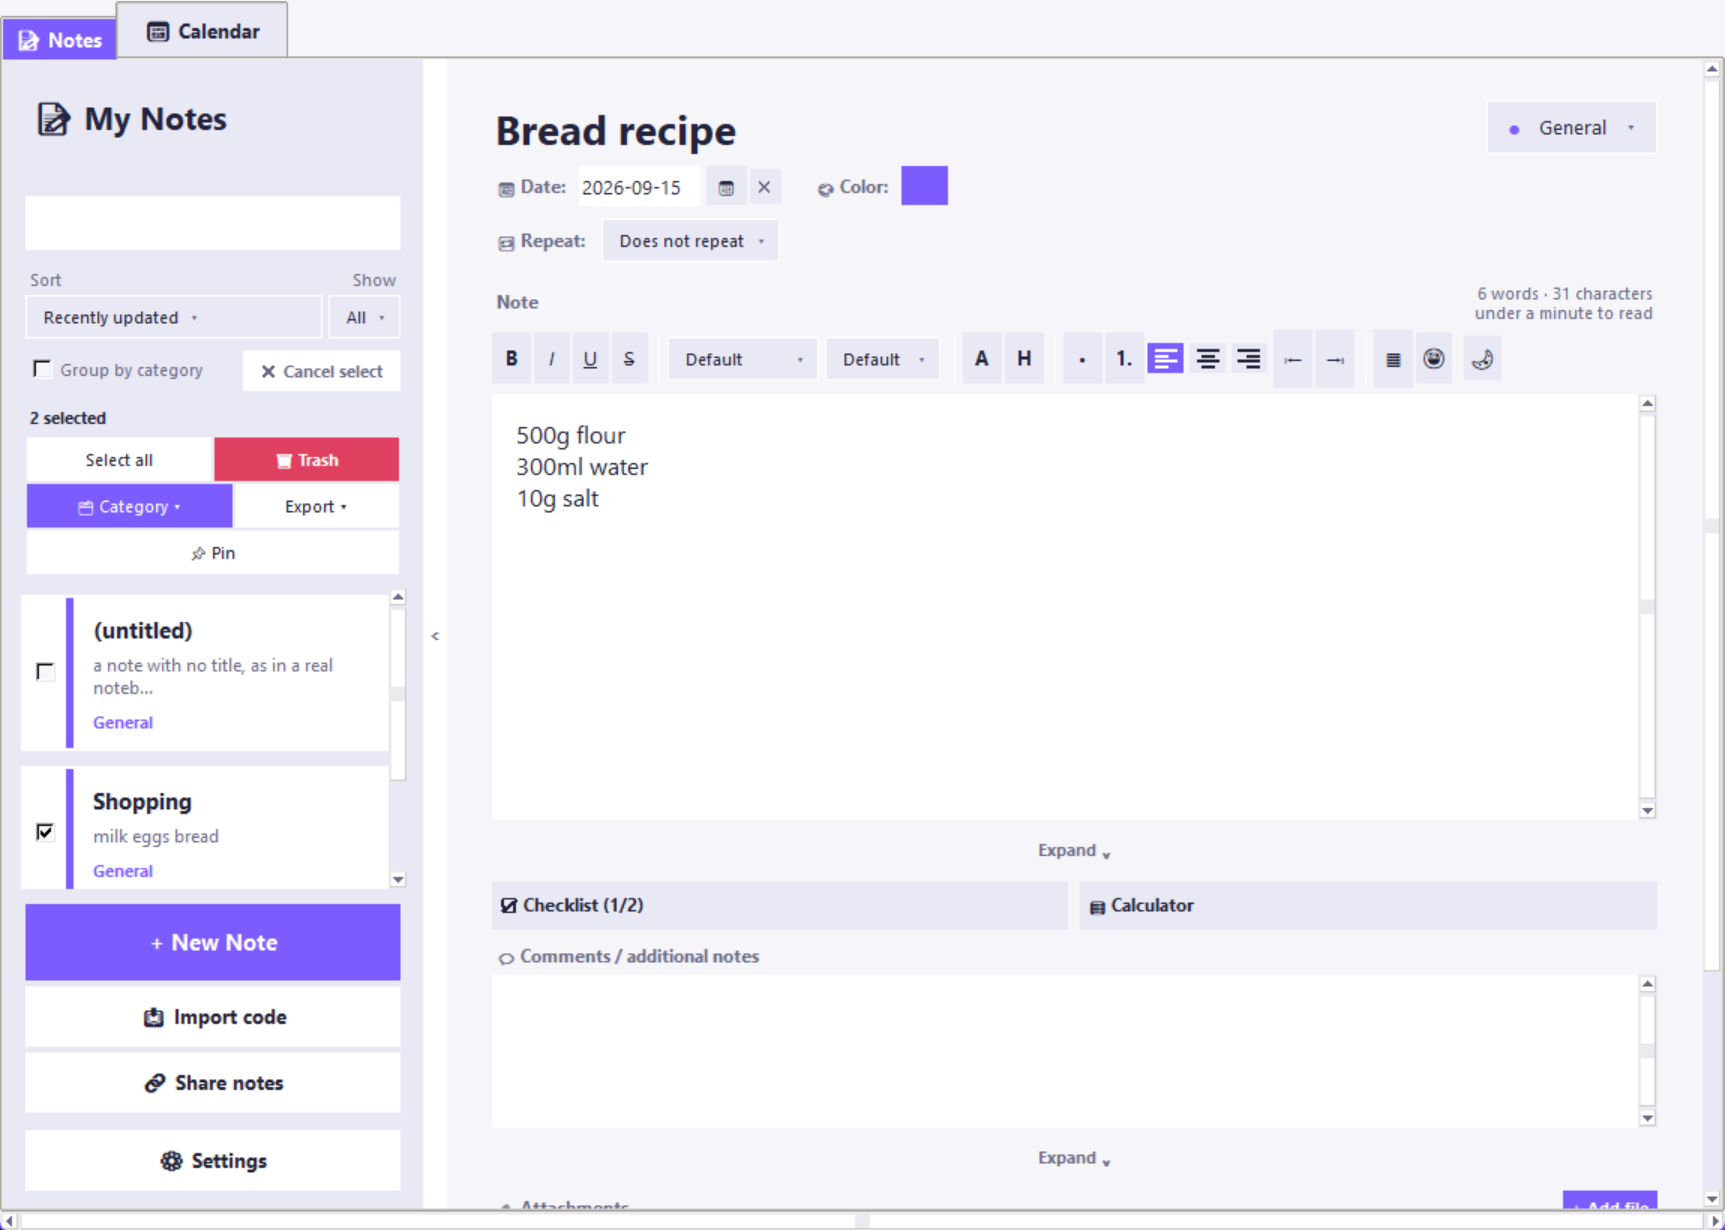 Notes
Calendar
My Notes
Sort
Show
Recently updated
All
Group by category
Cancel select
2 selected
Select all
Trash
Category
Export
Pin
(untitled)
a note with no title, as in a real
noteb...
General
Shopping
milk eggs bread
General
+ New Note
Import code
Share notes
Settings
<
Bread recipe
General
Date: 2026-09-15
Color:
Repeat: Does not repeat
Note
6 words · 31 characters
under a minute to read
B I U S Default Default A H • 1.
500g flour
300ml water
10g salt
Expand
Checklist (1/2)
Calculator
Comments / additional notes
Expand
Attachments
+ Add file